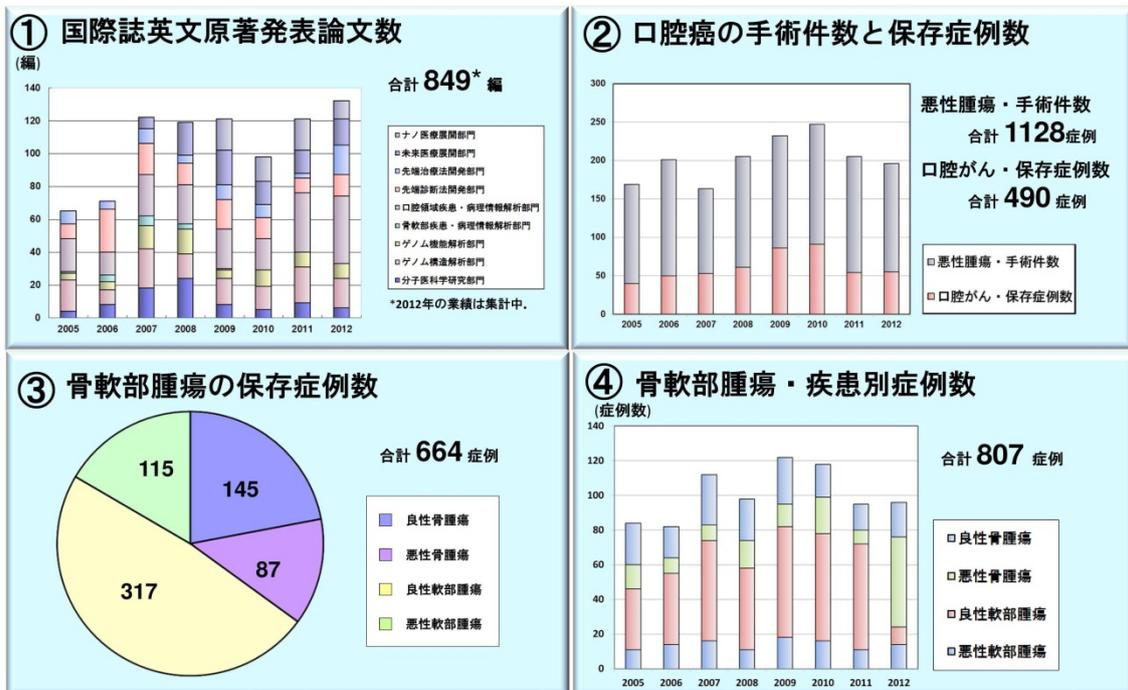 ① 国際誌英文原著発表論文数
(編)
140
120
100
80
60
40
20
0
2005 2006 2007 2008 2009 2010 2011 2012
合計 849* 編
ナノ医療展開部門
未来医療展開部門
先端治療法開発部門
先端診断法開発部門
口腔領域疾患・病理情報解析部門
骨軟部疾患・病理情報解析部門
ゲノム機能解析部門
ゲノム構造解析部門
分子医科学研究部門
*2012年の業績は集計中.
② 口腔癌の手術件数と保存症例数
300
250
200
150
100
50
0
2005 2006 2007 2008 2009 2010 2011 2012
悪性腫瘍・手術件数
合計 1128症例
口腔がん・保存症例数
合計 490 症例
悪性腫瘍・手術件数
口腔がん・保存症例数
③ 骨軟部腫瘍の保存症例数
115
145
87
317
合計 664 症例
良性骨腫瘍
悪性骨腫瘍
良性軟部腫瘍
悪性軟部腫瘍
④ 骨軟部腫瘍・疾患別症例数
(症例数)
140
120
100
80
60
40
20
0
2005 2006 2007 2008 2009 2010 2011 2012
合計 807 症例
良性骨腫瘍
悪性骨腫瘍
良性軟部腫瘍
悪性軟部腫瘍